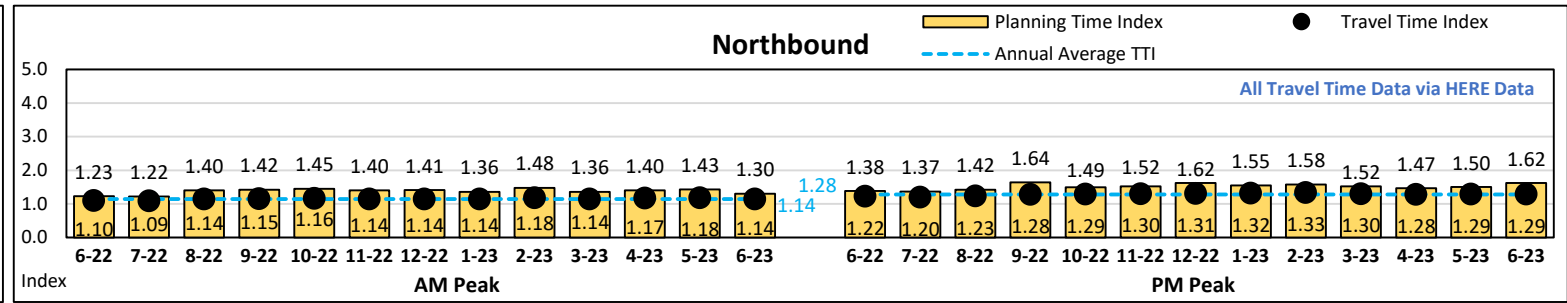 Planning Time Index
Travel Time Index
Northbound
Annual Average TTI
All Travel Time Data via HERE Data
5.0
4.0
3.0
2.0
1.0
0.0
1.23 1.22 1.40 1.42 1.45 1.40 1.41 1.36 1.48 1.36 1.40 1.43 1.30
1.38 1.37 1.42 1.64 1.49 1.52 1.62 1.55 1.58 1.52 1.47 1.50 1.62
1.28
1.14
1.10 1.09 1.14 1.15 1.16 1.14 1.14 1.14 1.18 1.14 1.17 1.18 1.14
1.22 1.20 1.23 1.28 1.29 1.30 1.31 1.32 1.33 1.30 1.28 1.29 1.29
6-22 7-22 8-22 9-22 10-22 11-22 12-22 1-23 2-23 3-23 4-23 5-23 6-23
6-22 7-22 8-22 9-22 10-22 11-22 12-22 1-23 2-23 3-23 4-23 5-23 6-23
Index
AM Peak
PM Peak